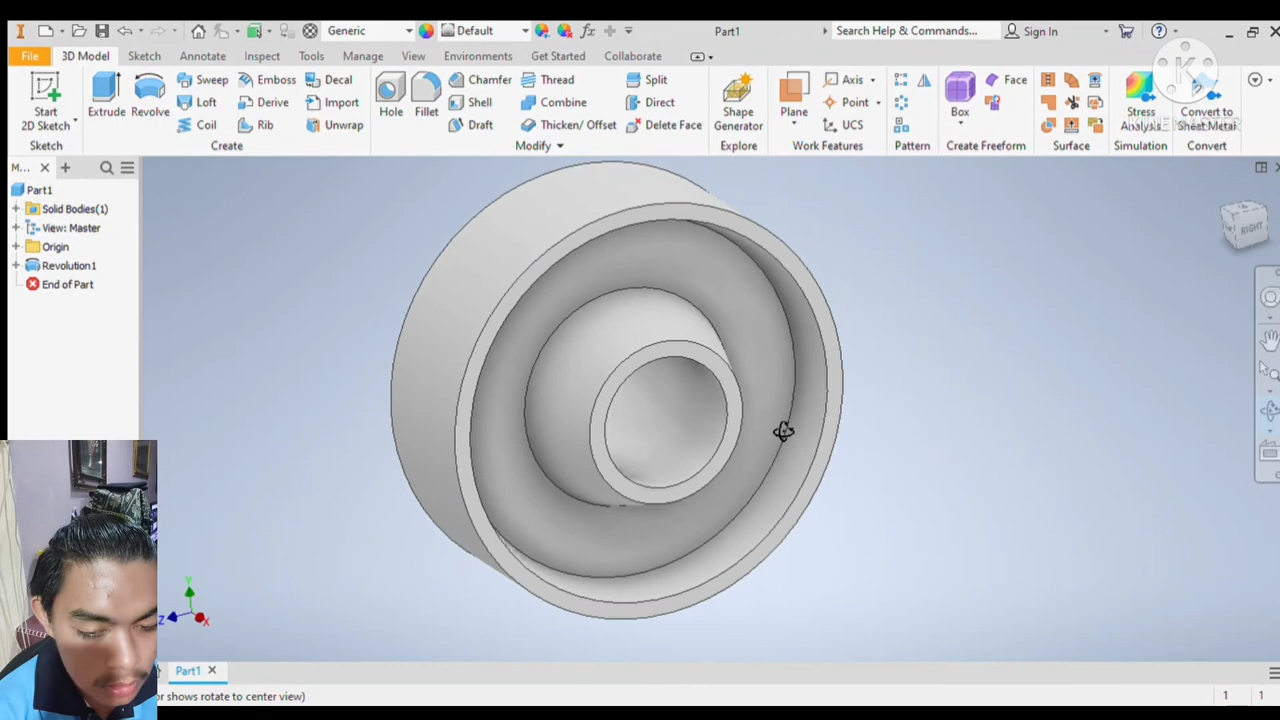 Generic
Default
fx
Part1
Search Help & Commands...
Sign In
File
3D Model
Sketch
Annotate
Inspect
Tools
Manage
View
Environments
Get Started
Collaborate
Start
2D Sketch
Extrude
Revolve
Sweep
Loft
Coil
Emboss
Derive
Rib
Decal
Import
Unwrap
Hole
Fillet
Chamfer
Shell
Draft
Thread
Combine
Thicken/ Offset
Split
Direct
Delete Face
Shape
Generator
Plane
Axis
Point
UCS
Box
Face
Stress
Analysis
Convert to
Sheet Metal
Sketch
Create
Modify
Explore
Work Features
Pattern
Create Freeform
Surface
Simulation
Convert
M...
Part1
Solid Bodies(1)
View: Master
Origin
Revolution1
End of Part
RIGHT
Y
Z
X
Part1
or shows rotate to center view)
1
1